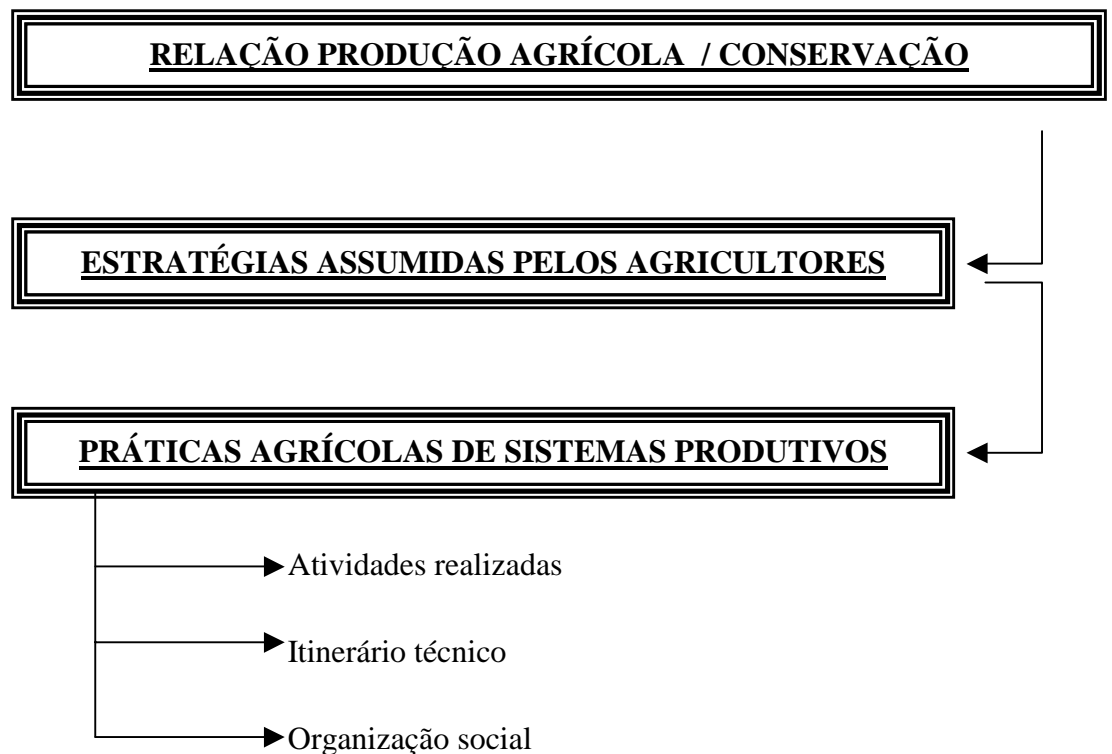 RELAÇÃO PRODUÇÃO AGRÍCOLA / CONSERVAÇÃO
ESTRATÉGIAS ASSUMIDAS PELOS AGRICULTORES
PRÁTICAS AGRÍCOLAS DE SISTEMAS PRODUTIVOS
Atividades realizadas
Itinerário técnico
Organização social